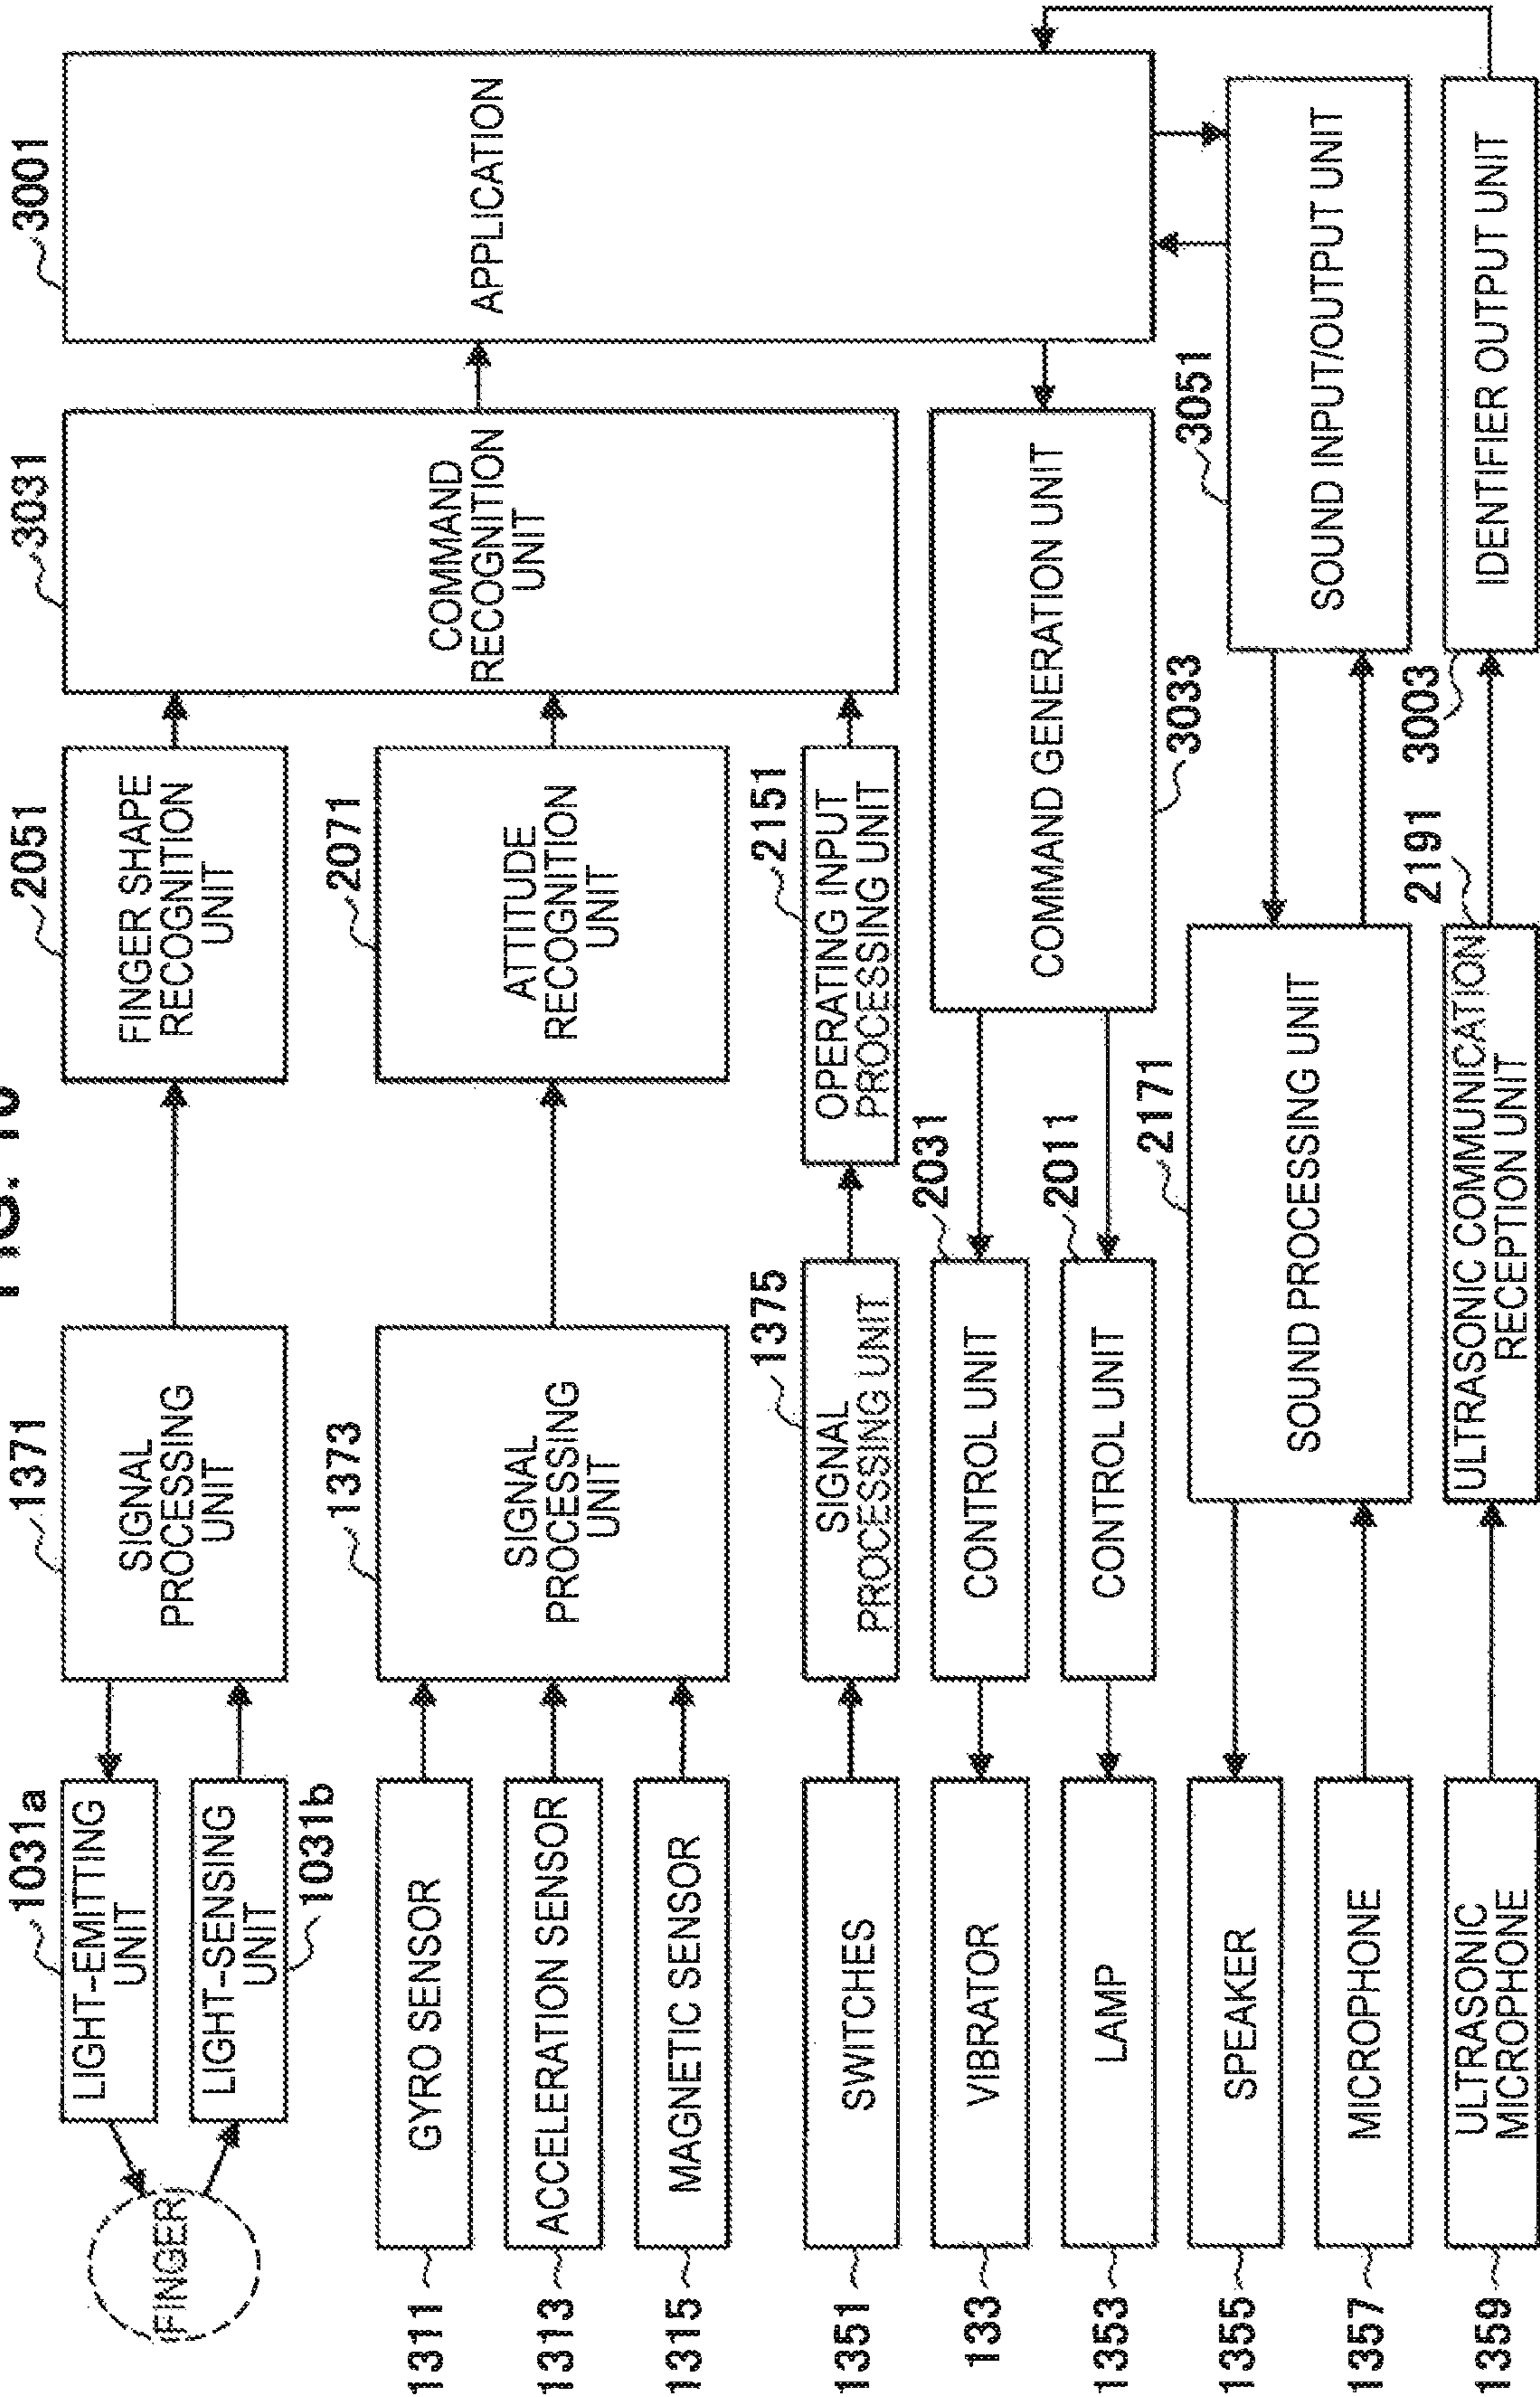 FINGER
1031a
LIGHT-EMITTING
UNIT
LIGHT-SENSING
UNIT
1031b
1371
SIGNAL
PROCESSING
UNIT
2051
FINGER SHAPE
RECOGNITION
UNIT
3031
COMMAND
RECOGNITION
UNIT
3001
APPLICATION
1311
GYRO SENSOR
1313
ACCELERATION SENSOR
1315
MAGNETIC SENSOR
1373
SIGNAL
PROCESSING
UNIT
2071
ATTITUDE
RECOGNITION
UNIT
1351
SWITCHES
1375
SIGNAL
PROCESSING UNIT
2151
OPERATING INPUT
PROCESSING UNIT
133
VIBRATOR
2031
CONTROL UNIT
COMMAND GENERATION UNIT
3033
1353
LAMP
2011
CONTROL UNIT
1355
SPEAKER
2171
SOUND PROCESSING UNIT
3051
SOUND INPUT/OUTPUT UNIT
1357
MICROPHONE
1359
ULTRASONIC
MICROPHONE
2191
ULTRASONIC COMMUNICATION
RECEPTION UNIT
3003
IDENTIFIER OUTPUT UNIT